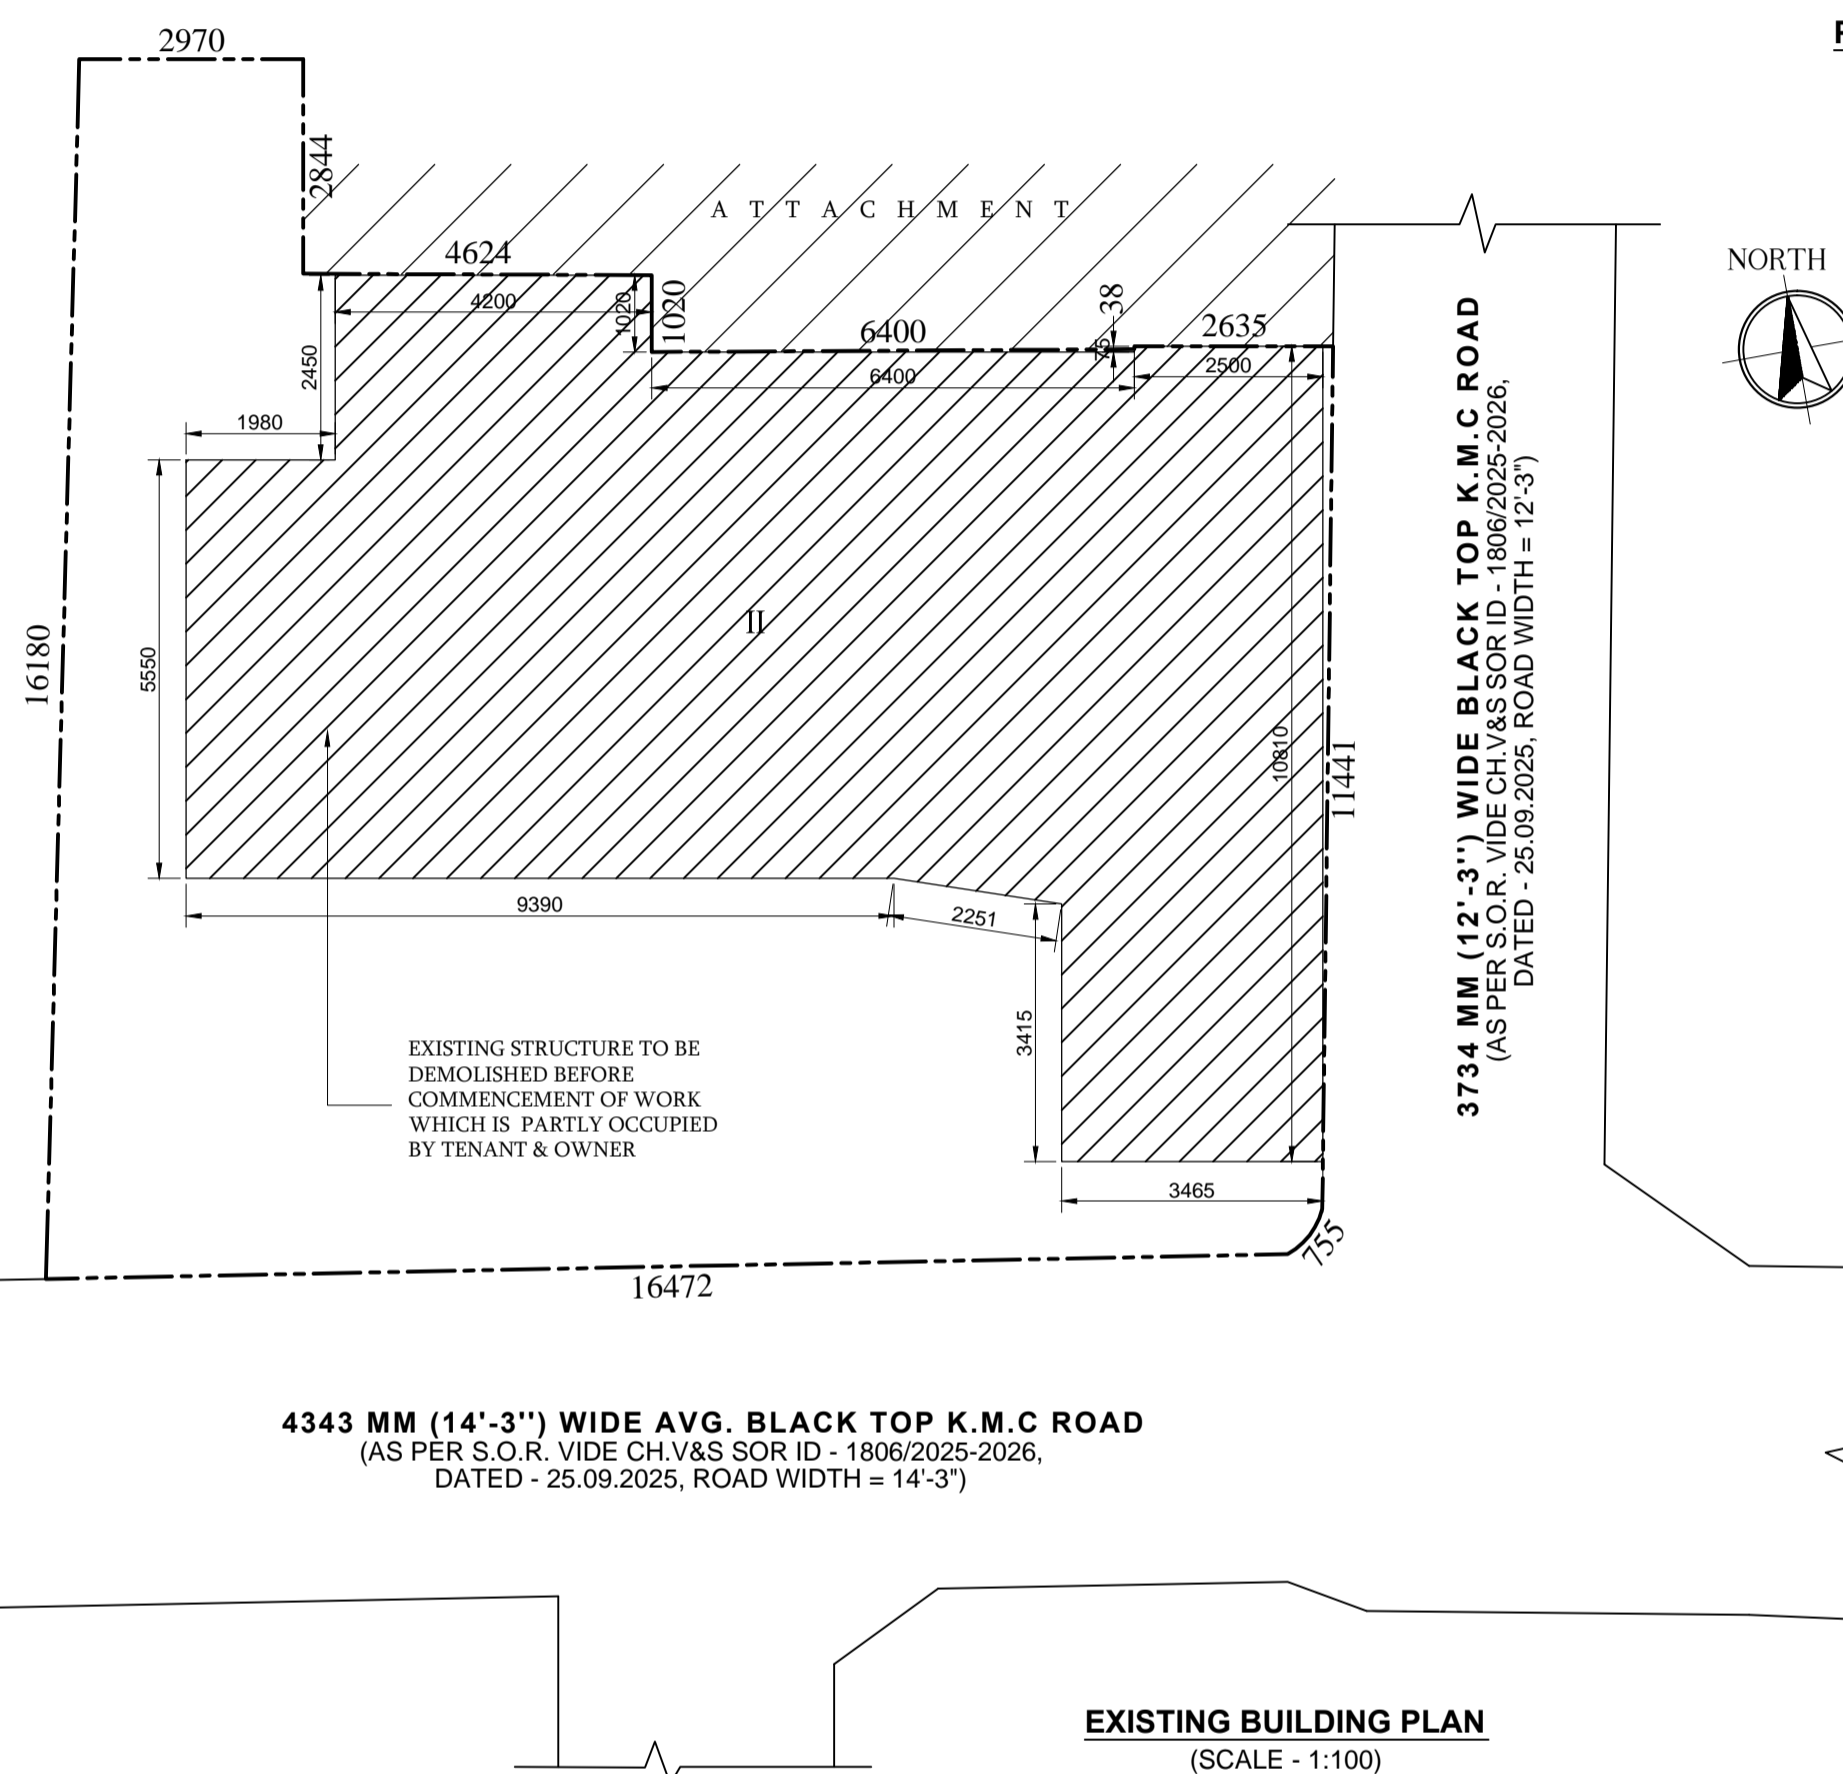 2970
2844
A T T A C H M E N T
4624
4200
1020
1020
38
75
6400
6400
2635
2500
NORTH
2450
1980
5550
16180
II
10810
11441
9390
2251
3415
3465
755
16472
EXISTING STRUCTURE TO BE
DEMOLISHED BEFORE
COMMENCEMENT OF WORK
WHICH IS PARTLY OCCUPIED
BY TENANT & OWNER
3734 MM (12'-3'') WIDE BLACK TOP K.M.C ROAD
(AS PER S.O.R. VIDE CH.V&S SOR ID - 1806/2025-2026,
DATED - 25.09.2025, ROAD WIDTH = 12'-3")
4343 MM (14'-3'') WIDE AVG. BLACK TOP K.M.C ROAD
(AS PER S.O.R. VIDE CH.V&S SOR ID - 1806/2025-2026,
DATED - 25.09.2025, ROAD WIDTH = 14'-3")
EXISTING BUILDING PLAN
(SCALE - 1:100)